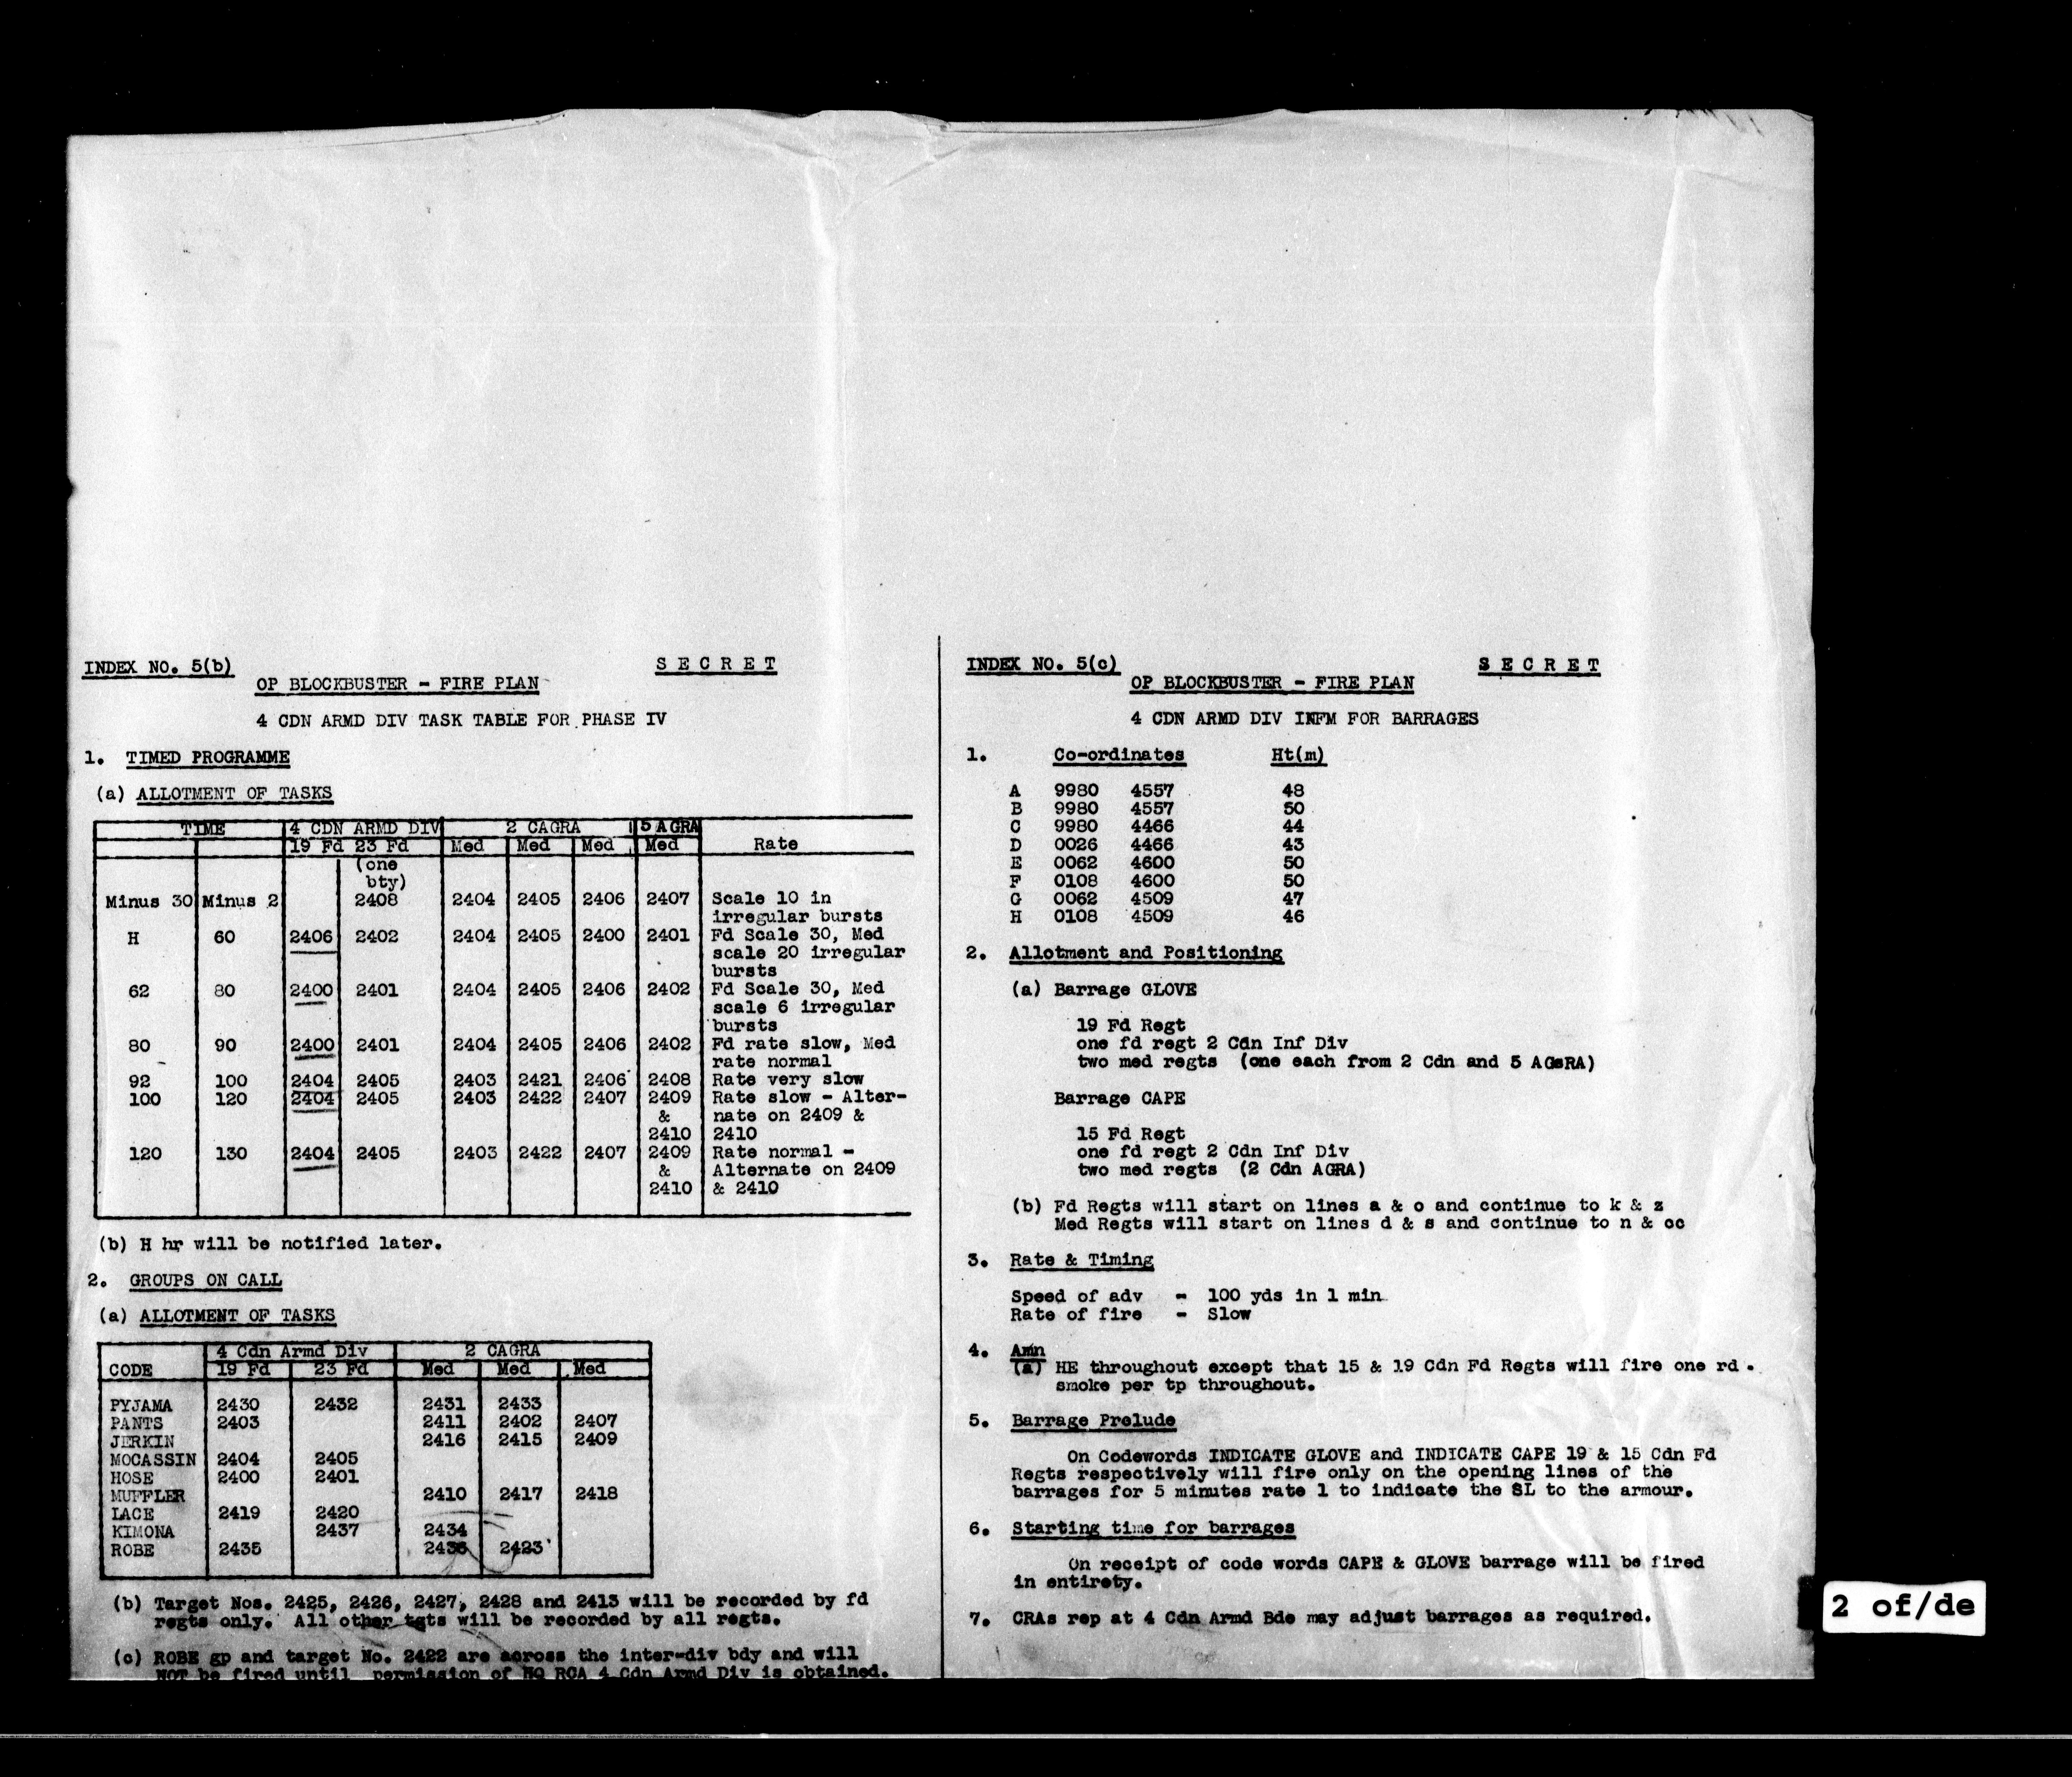 INDEX NO. 5(b)
S E C R E T
OP BLOCKBUSTER - FIRE PLAN
4 CDN ARMD DIV TASK TABLE FOR PHASE IV
1. TIMED PROGRAMME
(a) ALLOTMENT OF TASKS
TIME 4 CDN ARMD DIV 2 CAGRA 5 AGRA
19 Fd 23 Fd Med Med Med Med Rate
(one
bty)
Minus 30 Minus 2 2408 2404 2405 2406 2407 Scale 10 in
irregular bursts
H 60 2406 2402 2404 2405 2400 2401 Fd Scale 30, Med
scale 20 irregular
bursts
62 80 2400 2401 2404 2405 2406 2402 Fd Scale 30, Med
scale 6 irregular
bursts
80 90 2400 2401 2404 2405 2406 2402 Fd rate slow, Med
rate normal
92 100 2404 2405 2403 2421 2406 2408 Rate very slow
100 120 2404 2405 2403 2422 2407 2409 Rate slow - Alter-
& nate on 2409 &
2410 2410
120 130 2404 2405 2403 2422 2407 2409 Rate normal -
& Alternate on 2409
2410 & 2410
(b) H hr will be notified later.
2. GROUPS ON CALL
(a) ALLOTMENT OF TASKS
4 Cdn Armd Div 2 CAGRA
CODE 19 Fd 23 Fd Med Med Med
PYJAMA 2430 2432 2431 2433
PANTS 2403 2411 2402 2407
JERKIN 2416 2415 2409
MOCASSIN 2404 2405
HOSE 2400 2401
MUFFLER 2410 2417 2418
LACE 2419 2420
KIMONA 2437 2434
ROBE 2435 2423
(b) Target Nos. 2425, 2426, 2427, 2428 and 2413 will be recorded by fd
regts only. All other tgts will be recorded by all regts.
(c) ROBE gp and target No. 2422 are across the inter-div bdy and will
NOT be fired until permission of HQ RCA 4 Cdn Armd Div is obtained.
INDEX NO. 5(c)
S E C R E T
OP BLOCKBUSTER - FIRE PLAN
4 CDN ARMD DIV INFM FOR BARRAGES
1. Co-ordinates Ht(m)
A 9980 4557 48
B 9980 4557 50
C 9980 4466 44
D 0026 4466 43
E 0062 4600 50
F 0108 4600 50
G 0062 4509 47
H 0108 4509 46
2. Allotment and Positioning
(a) Barrage GLOVE
19 Fd Regt
one fd regt 2 Cdn Inf Div
two med regts (one each from 2 Cdn and 5 AGsRA)
Barrage CAPE
15 Fd Regt
one fd regt 2 Cdn Inf Div
two med regts (2 Cdn AGRA)
(b) Fd Regts will start on lines a & o and continue to k & z
Med Regts will start on lines d & s and continue to n & cc
3. Rate & Timing
Speed of adv - 100 yds in 1 min
Rate of fire - Slow
4. Amn
(a) HE throughout except that 15 & 19 Cdn Fd Regts will fire one rd.
smoke per tp throughout.
5. Barrage Prelude
On Codewords INDICATE GLOVE and INDICATE CAPE 19 & 15 Cdn Fd
Regts respectively will fire only on the opening lines of the
barrages for 5 minutes rate 1 to indicate the SL to the armour.
6. Starting time for barrages
On receipt of code words CAPE & GLOVE barrage will be fired
in entirety.
7. CRAs rep at 4 Cdn Armd Bde may adjust barrages as required.
2 of/de